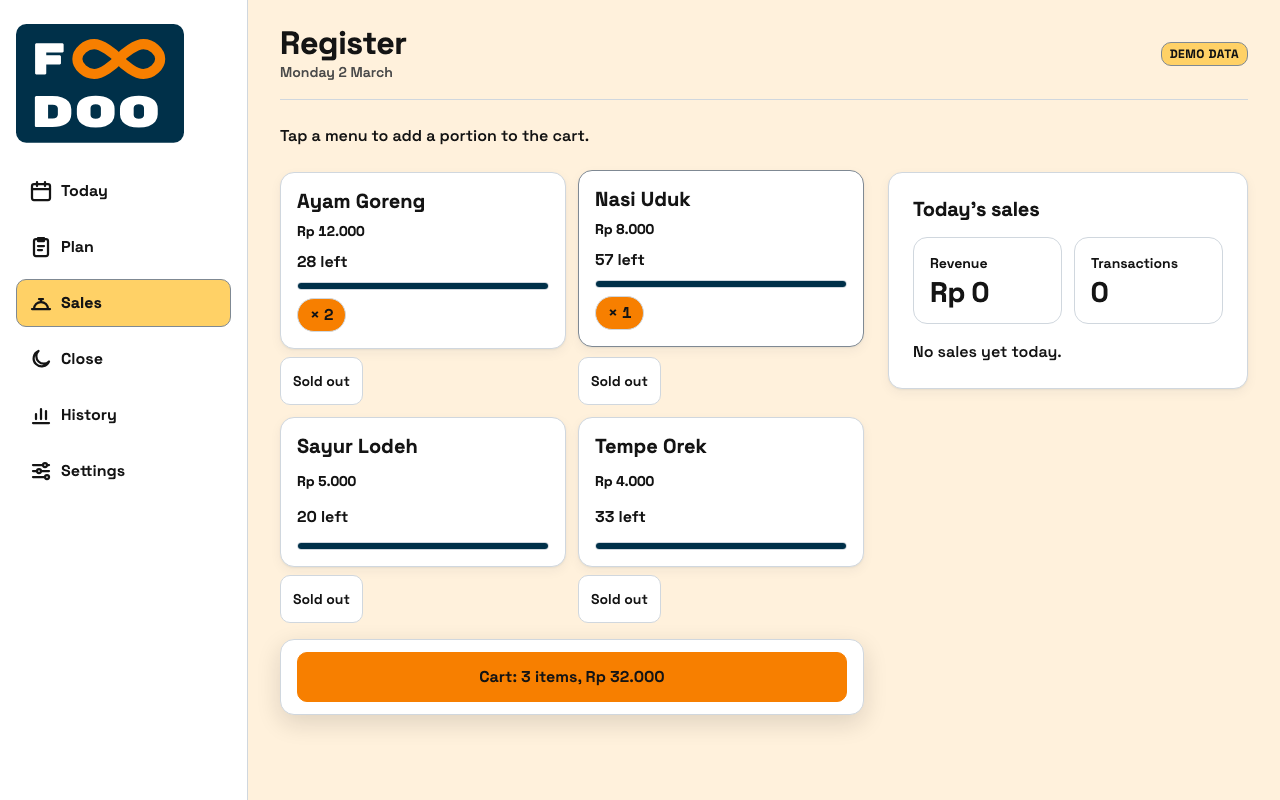 F∞
DOO
Today
Plan
Sales
Close
History
Settings
Register
Monday 2 March
DEMO DATA
Tap a menu to add a portion to the cart.
Ayam Goreng
Rp 12.000
28 left
× 2
Sold out
Nasi Uduk
Rp 8.000
57 left
× 1
Sold out
Sayur Lodeh
Rp 5.000
20 left
Sold out
Tempe Orek
Rp 4.000
33 left
Sold out
Cart: 3 items, Rp 32.000
Today’s sales
Revenue
Rp 0
Transactions
0
No sales yet today.